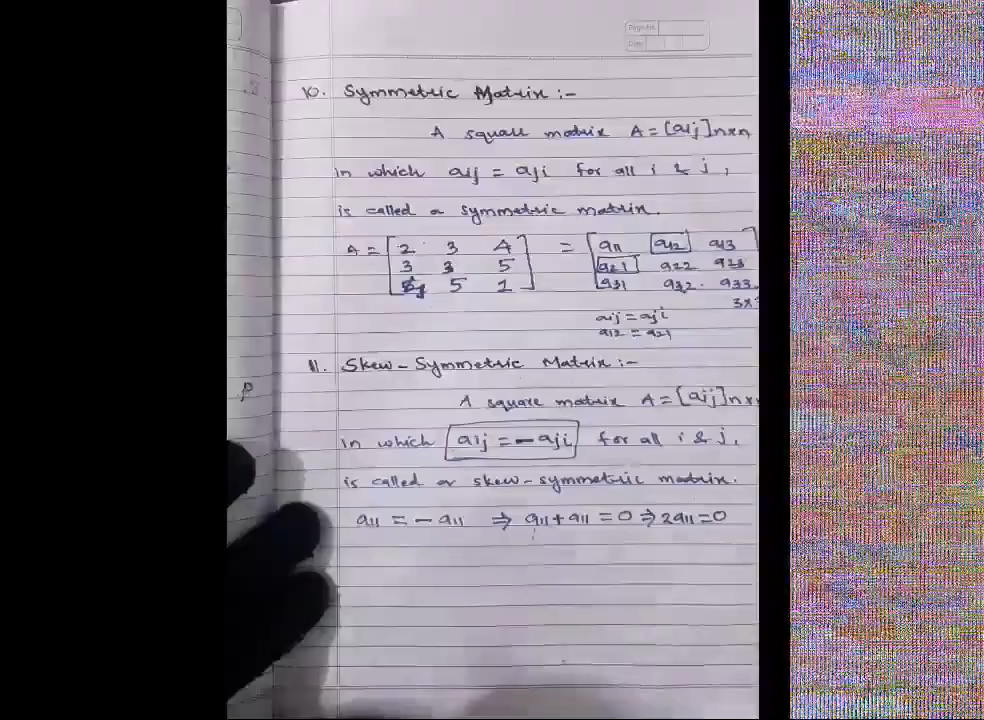 Page No.
Date
10. Symmetric Matrix :-
A square matrix A = [aij]n×n
in which aij = aji for all i & j,
is called a symmetric matrix.
A = [2 3 4 = [a11 a12 a13
3 3 5] a21 a22 a23
4 5 1 a31 a32 a33
3×3
aij = aji
a12 = a21
11. Skew-Symmetric Matrix :-
A square matrix A = [aij]n×
in which aij = -aji for all i & j,
is called a skew-symmetric matrix.
a11 = -a11 ⇒ a11 + a11 = 0 ⇒ 2a11 = 0